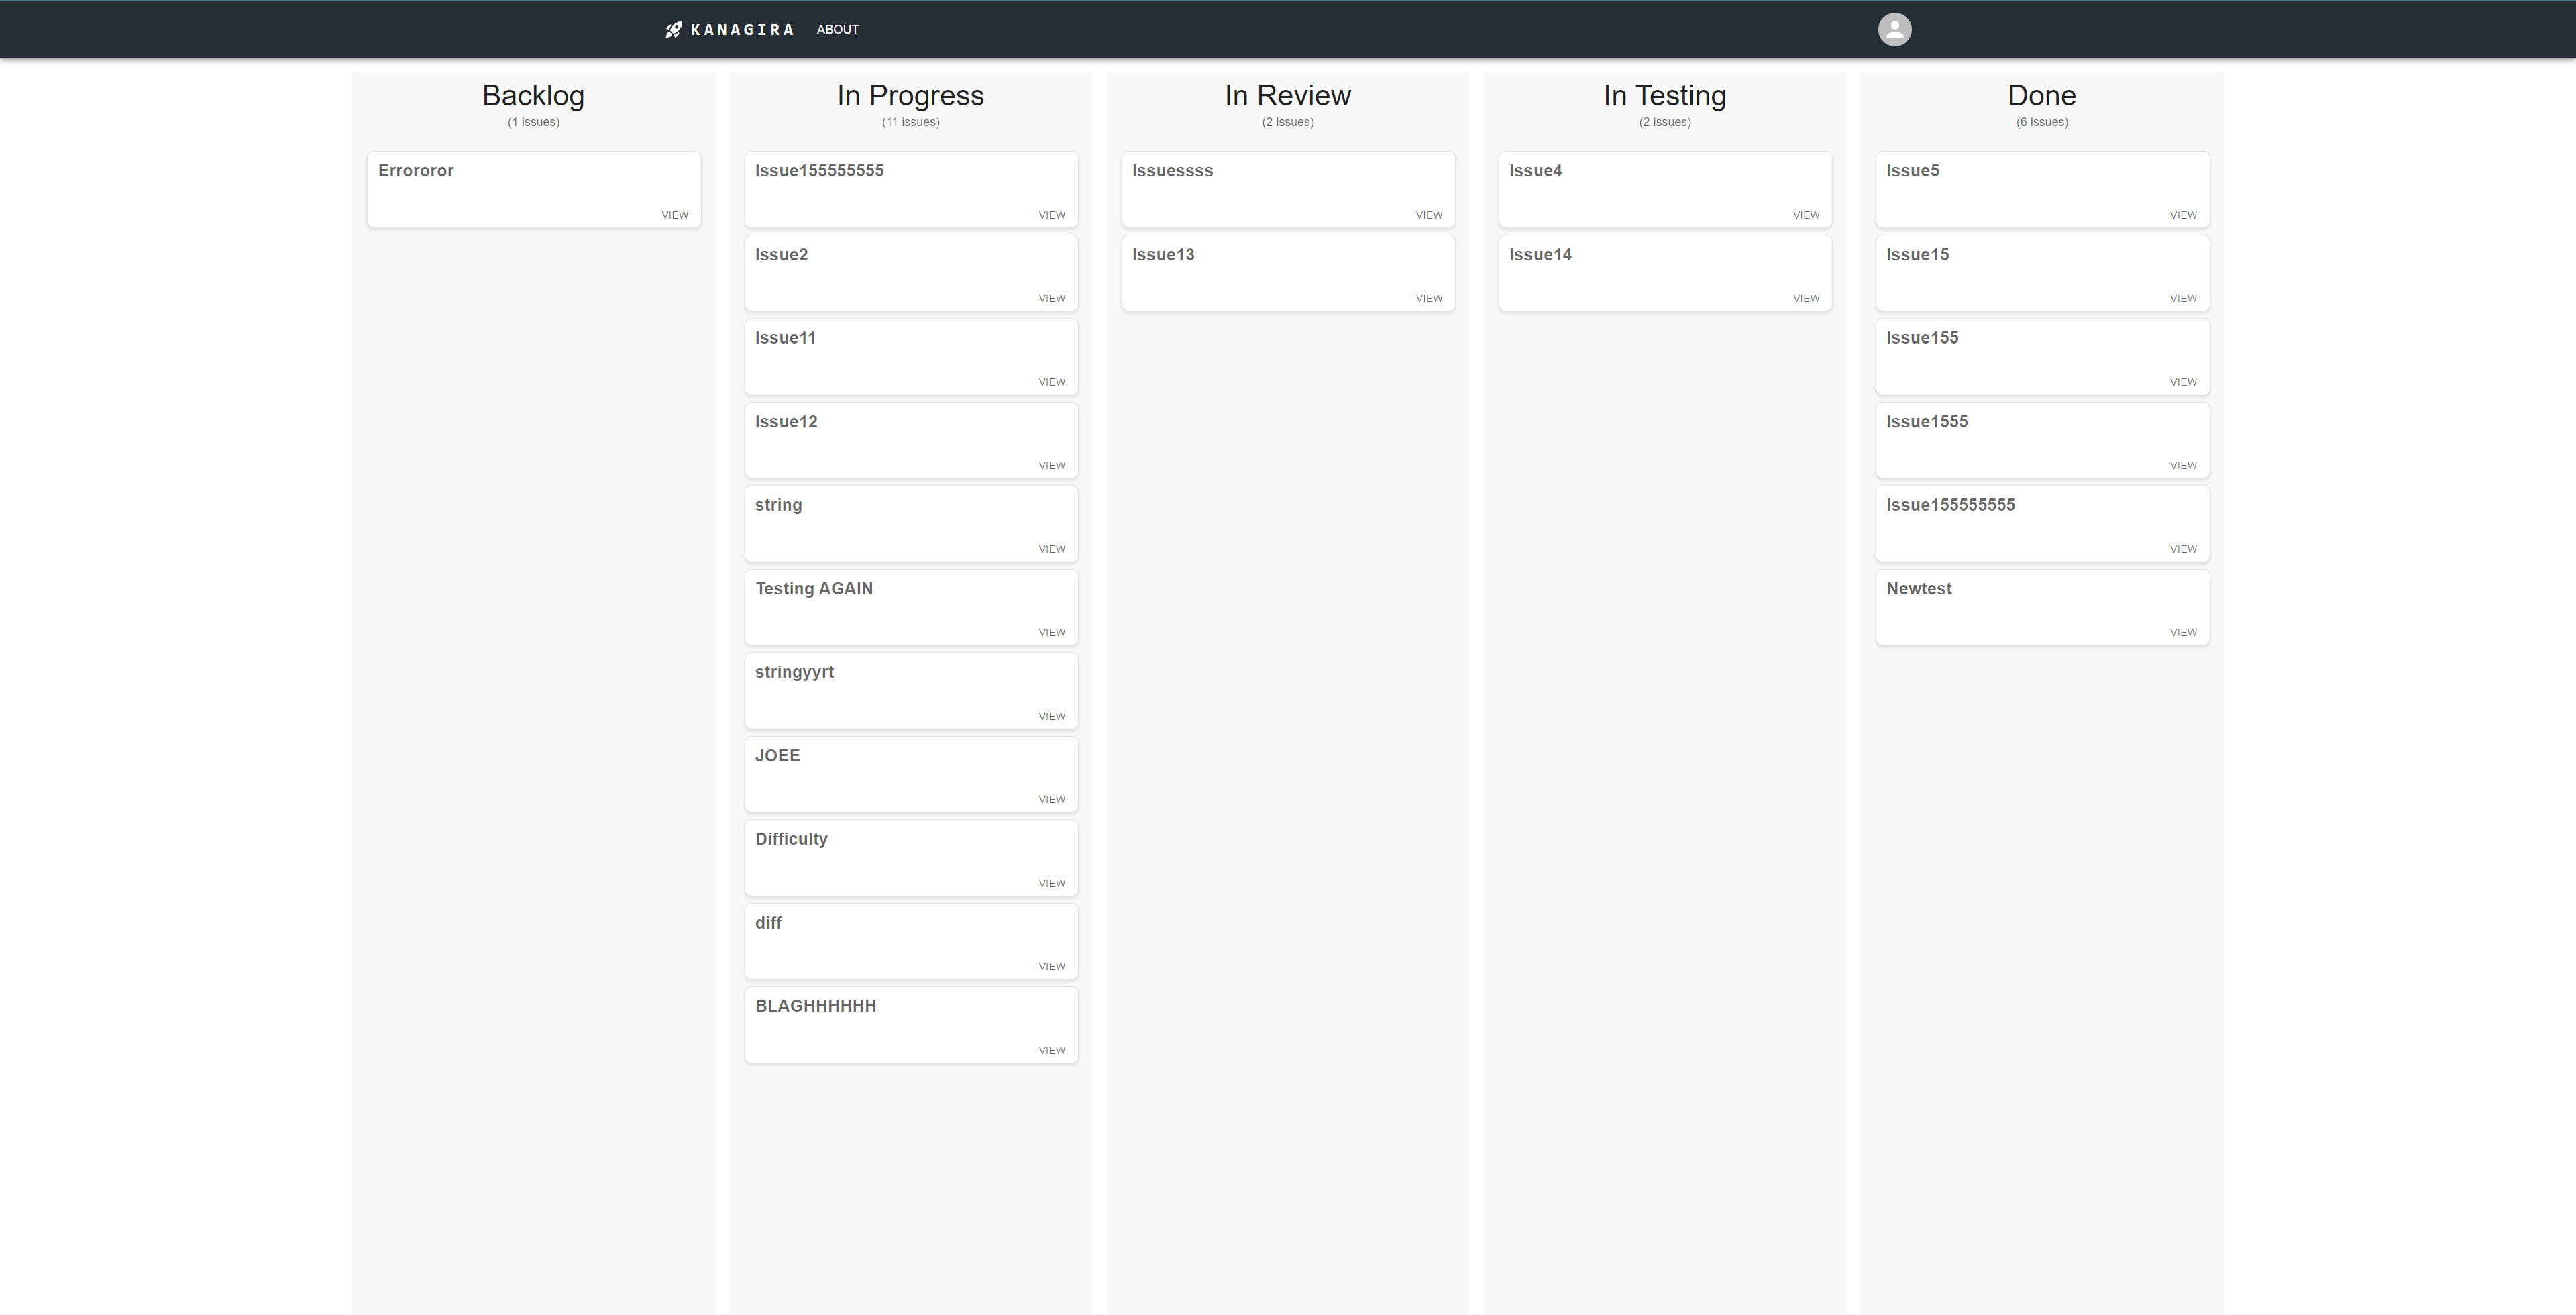 KANAGIRA ABOUT
Backlog
(1 issues)
Errororor
VIEW
In Progress
(11 issues)
Issue155555555
VIEW
Issue2
VIEW
Issue11
VIEW
Issue12
VIEW
string
VIEW
Testing AGAIN
VIEW
stringyyrt
VIEW
JOEE
VIEW
Difficulty
VIEW
diff
VIEW
BLAGHHHHHH
VIEW
In Review
(2 issues)
Issuessss
VIEW
Issue13
VIEW
In Testing
(2 issues)
Issue4
VIEW
Issue14
VIEW
Done
(6 issues)
Issue5
VIEW
Issue15
VIEW
Issue155
VIEW
Issue1555
VIEW
Issue155555555
VIEW
Newtest
VIEW